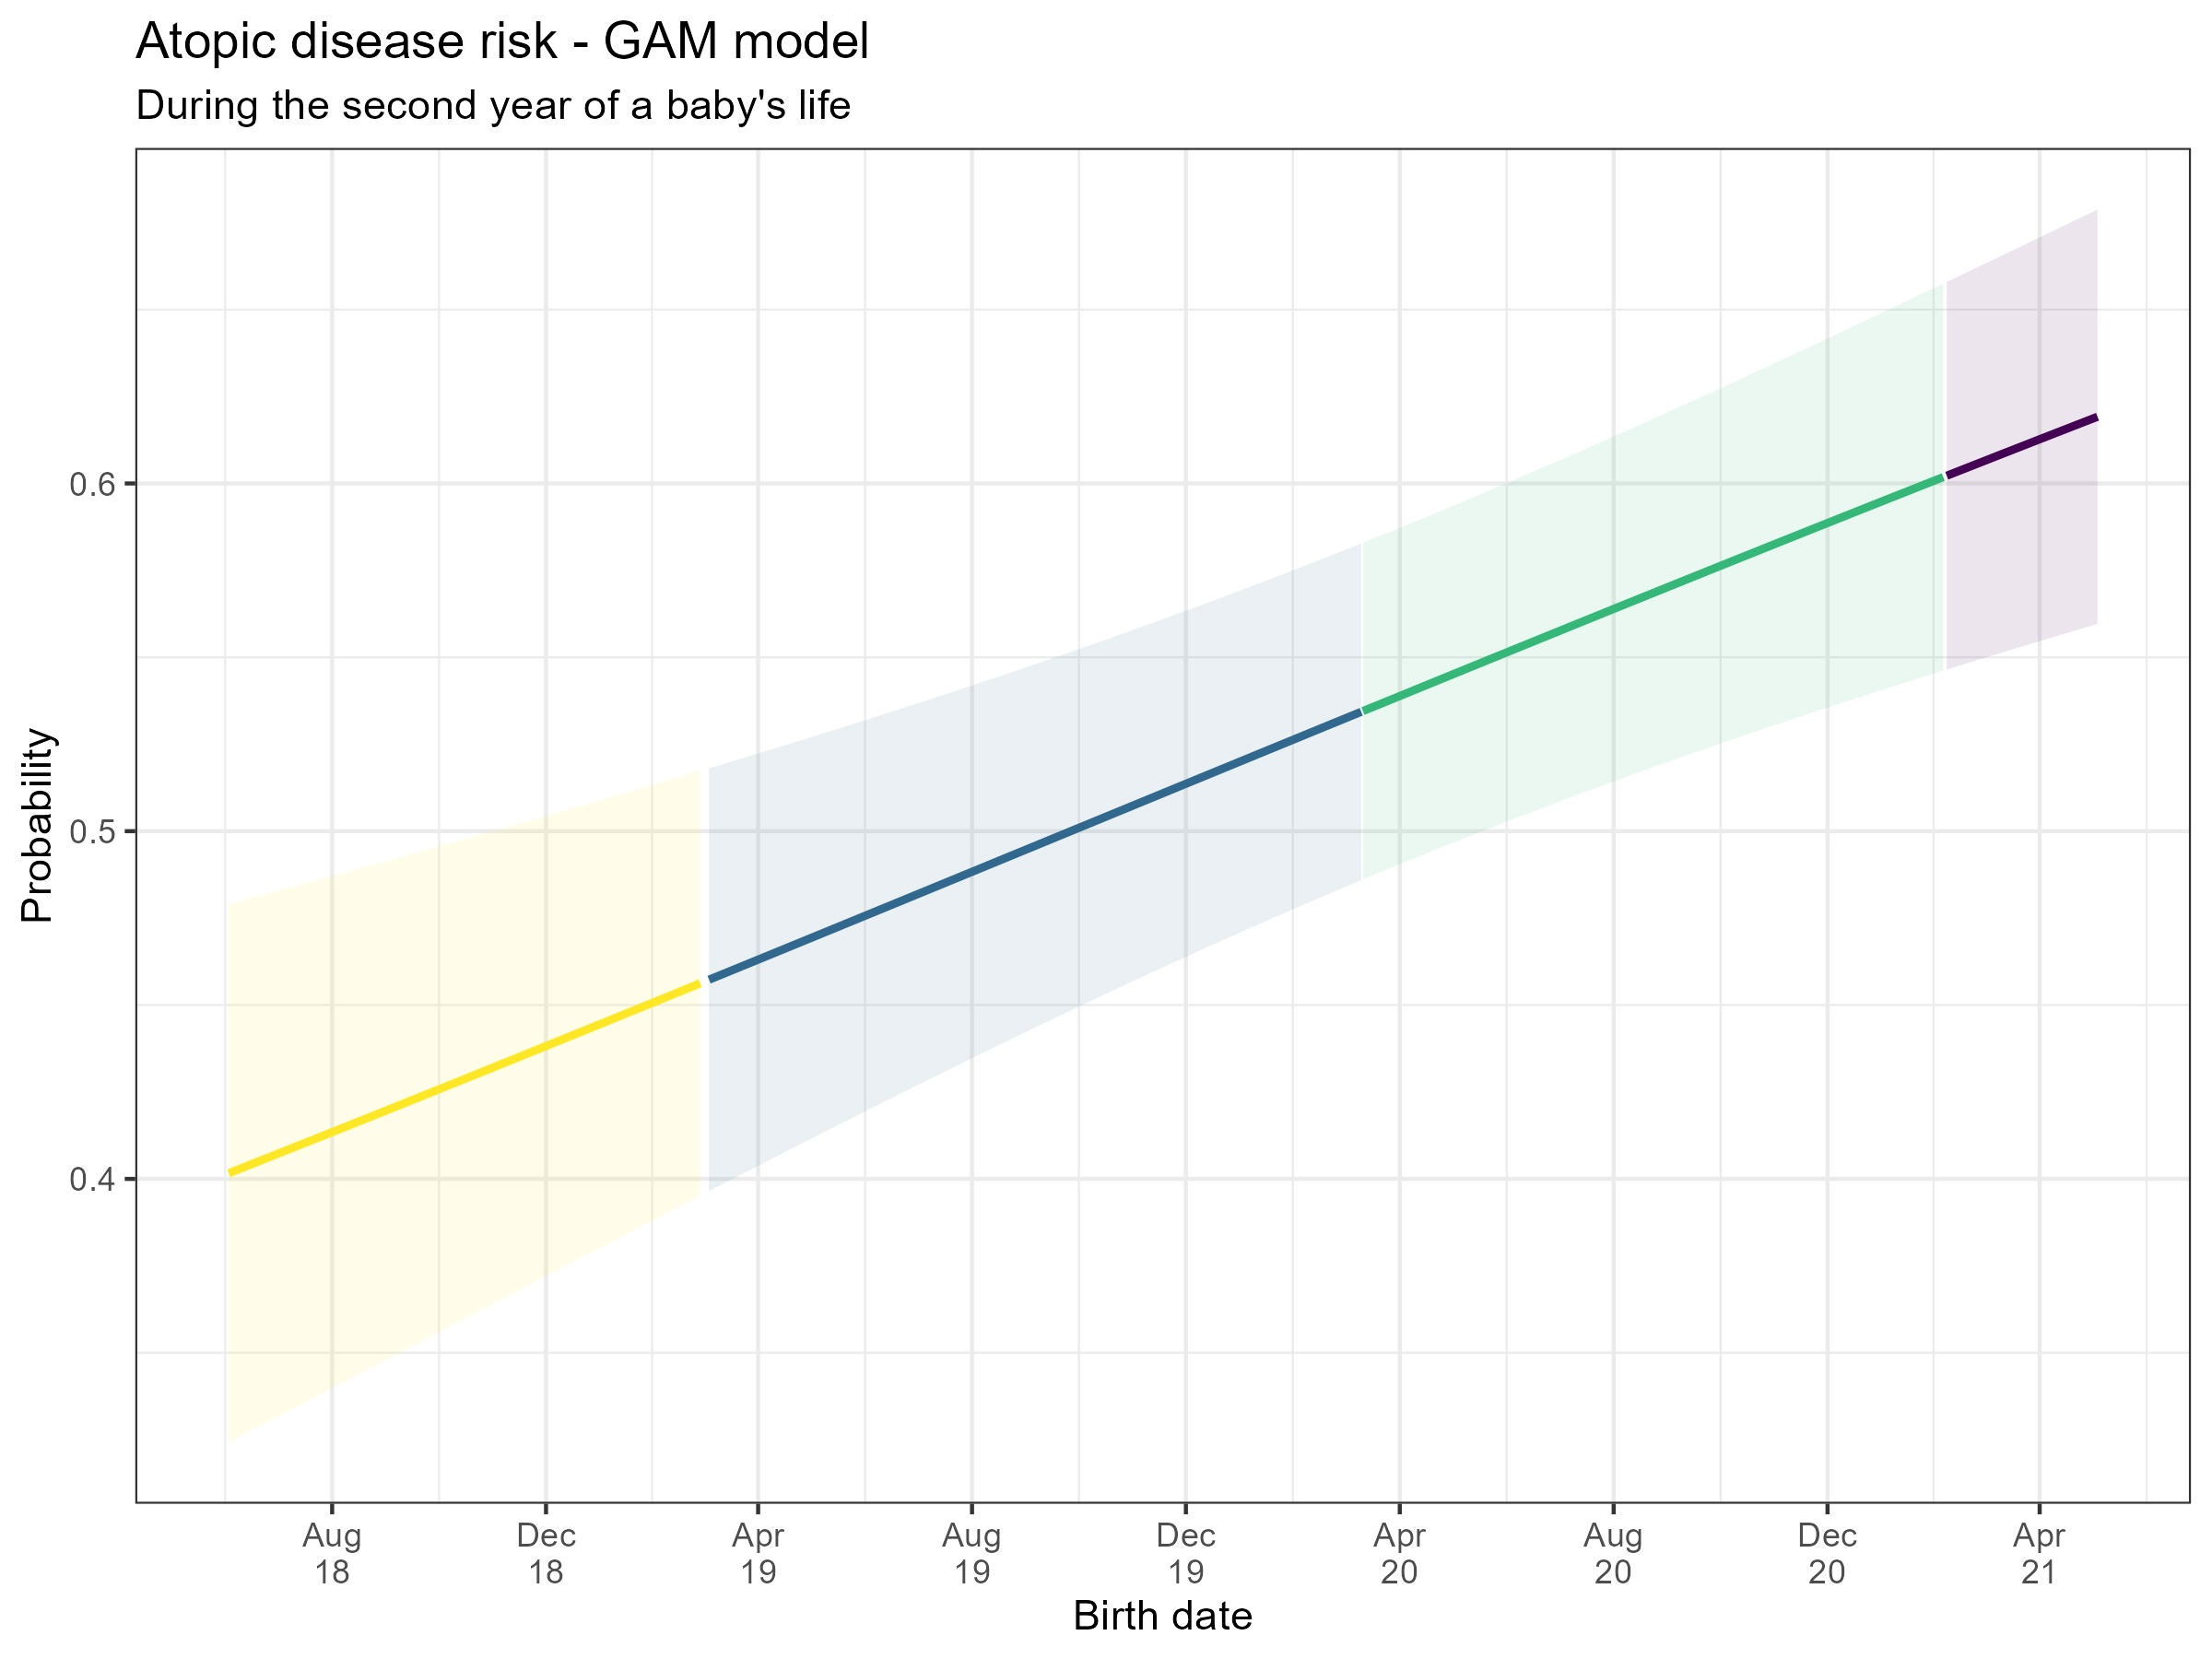 Atopic disease risk - GAM model
During the second year of a baby's life
Probability
0.6
0.5
0.4
Aug Dec Apr Aug Dec Apr Aug Dec Apr
18 18 19 19 19 20 20 20 21
Birth date